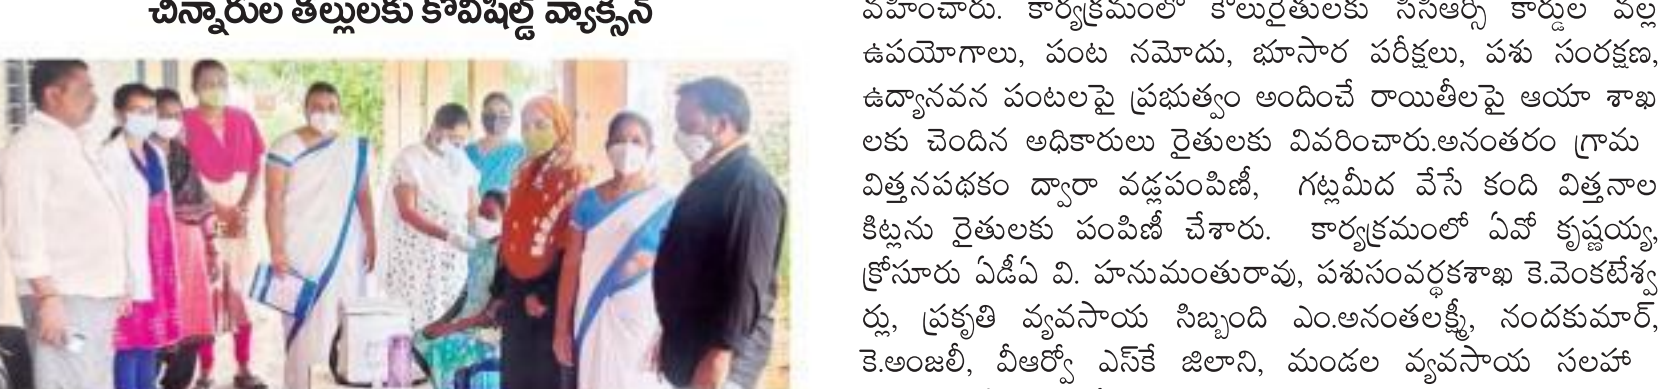 చిన్నారుల తల్లులకు కొవిషీల్డ్ వ్యాక్సిన్
వహించారు. కార్యక్రమంలో కౌలురైతులకు సీసీఆర్సీ కార్డుల వల్ల
ఉపయోగాలు, పంట నమోదు, భూసార పరీక్షలు, పశు సంరక్షణ,
ఉద్యానవన పంటలపై ప్రభుత్వం అందించే రాయితీలపై ఆయా శాఖ
లకు చెందిన అధికారులు రైతులకు వివరించారు.అనంతరం గ్రామ
విత్తనపథకం ద్వారా వడ్లపంపిణీ, గట్లమీద వేసే కంది విత్తనాల
కిట్లను రైతులకు పంపిణీ చేశారు. కార్యక్రమంలో ఏవో కృష్ణయ్య,
క్రోసూరు ఏడీఏ వి. హనుమంతురావు, పశుసంవర్థకశాఖ కె.వెంకటేశ్వ
ర్లు, ప్రకృతి వ్యవసాయ సిబ్బంది ఎం.అనంతలక్ష్మీ, నందకుమార్,
కె.అంజలీ, వీఆర్వో ఎస్‌కే జిలాని, మండల వ్యవసాయ సలహా